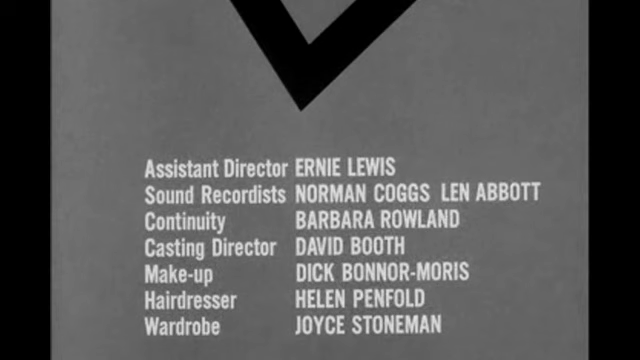 Assistant Director ERNIE LEWIS
Sound Recordists NORMAN COGGS LEN ABBOTT
Continuity BARBARA ROWLAND
Casting Director DAVID BOOTH
Make-up DICK BONNOR-MORIS
Hairdresser HELEN PENFOLD
Wardrobe JOYCE STONEMAN